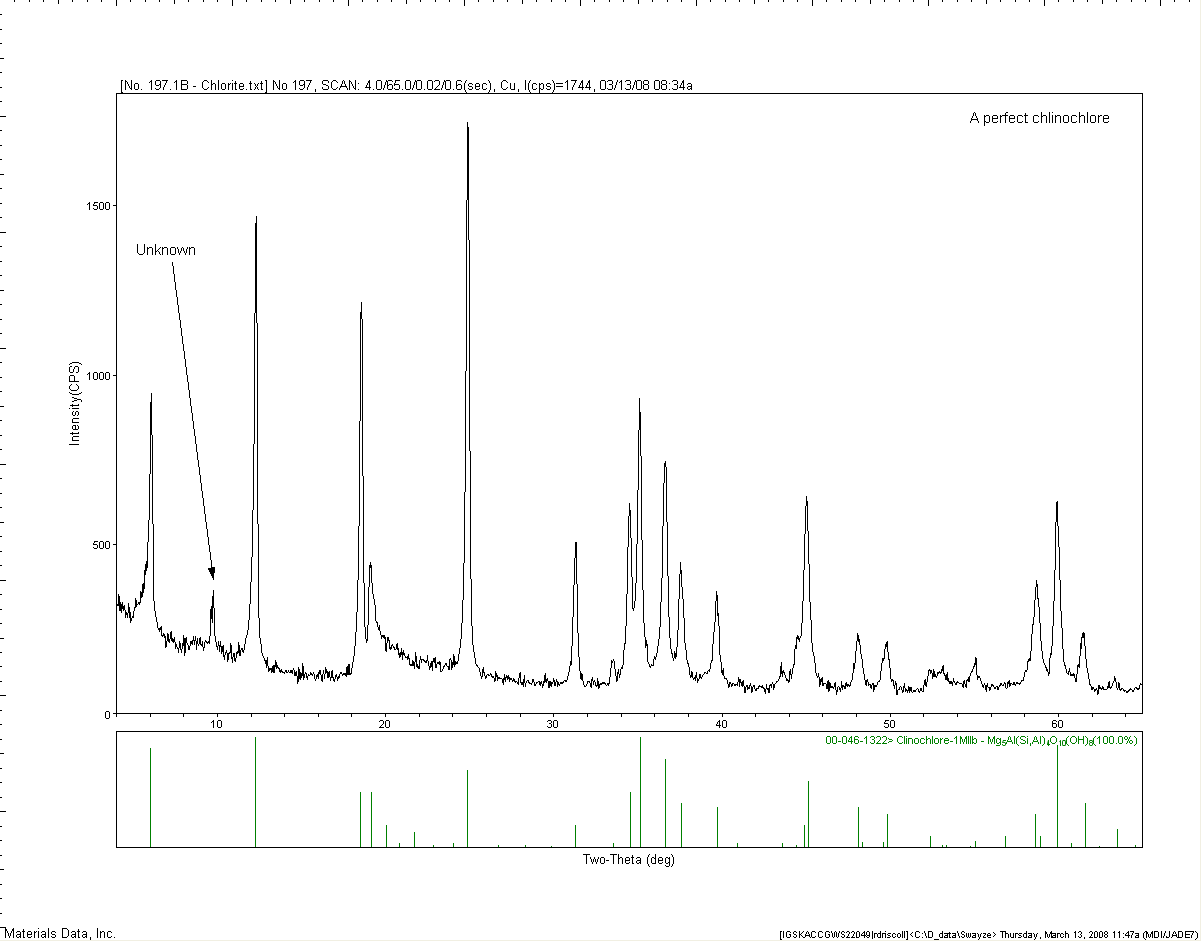 [No. 197.1B - Chlorite.txt] No 197, SCAN: 4.0/65.0/0.02/0.6(sec), Cu, I(cps)=1744, 03/13/08 08:34a
A perfect chlinochlore
Unknown
Intensity(CPS)
1500
1000
500
0
10 20 30 40 50 60
00-046-1322> Clinochlore-1MIIb - Mg5Al(Si,Al)4O10(OH)8(100.0%)
Two-Theta (deg)
Materials Data, Inc.
[IGSKACCGWS22049|rdriscoll]<C:\D_data\Swayze> Thursday, March 13, 2008 11:47a (MDI/JADE7)